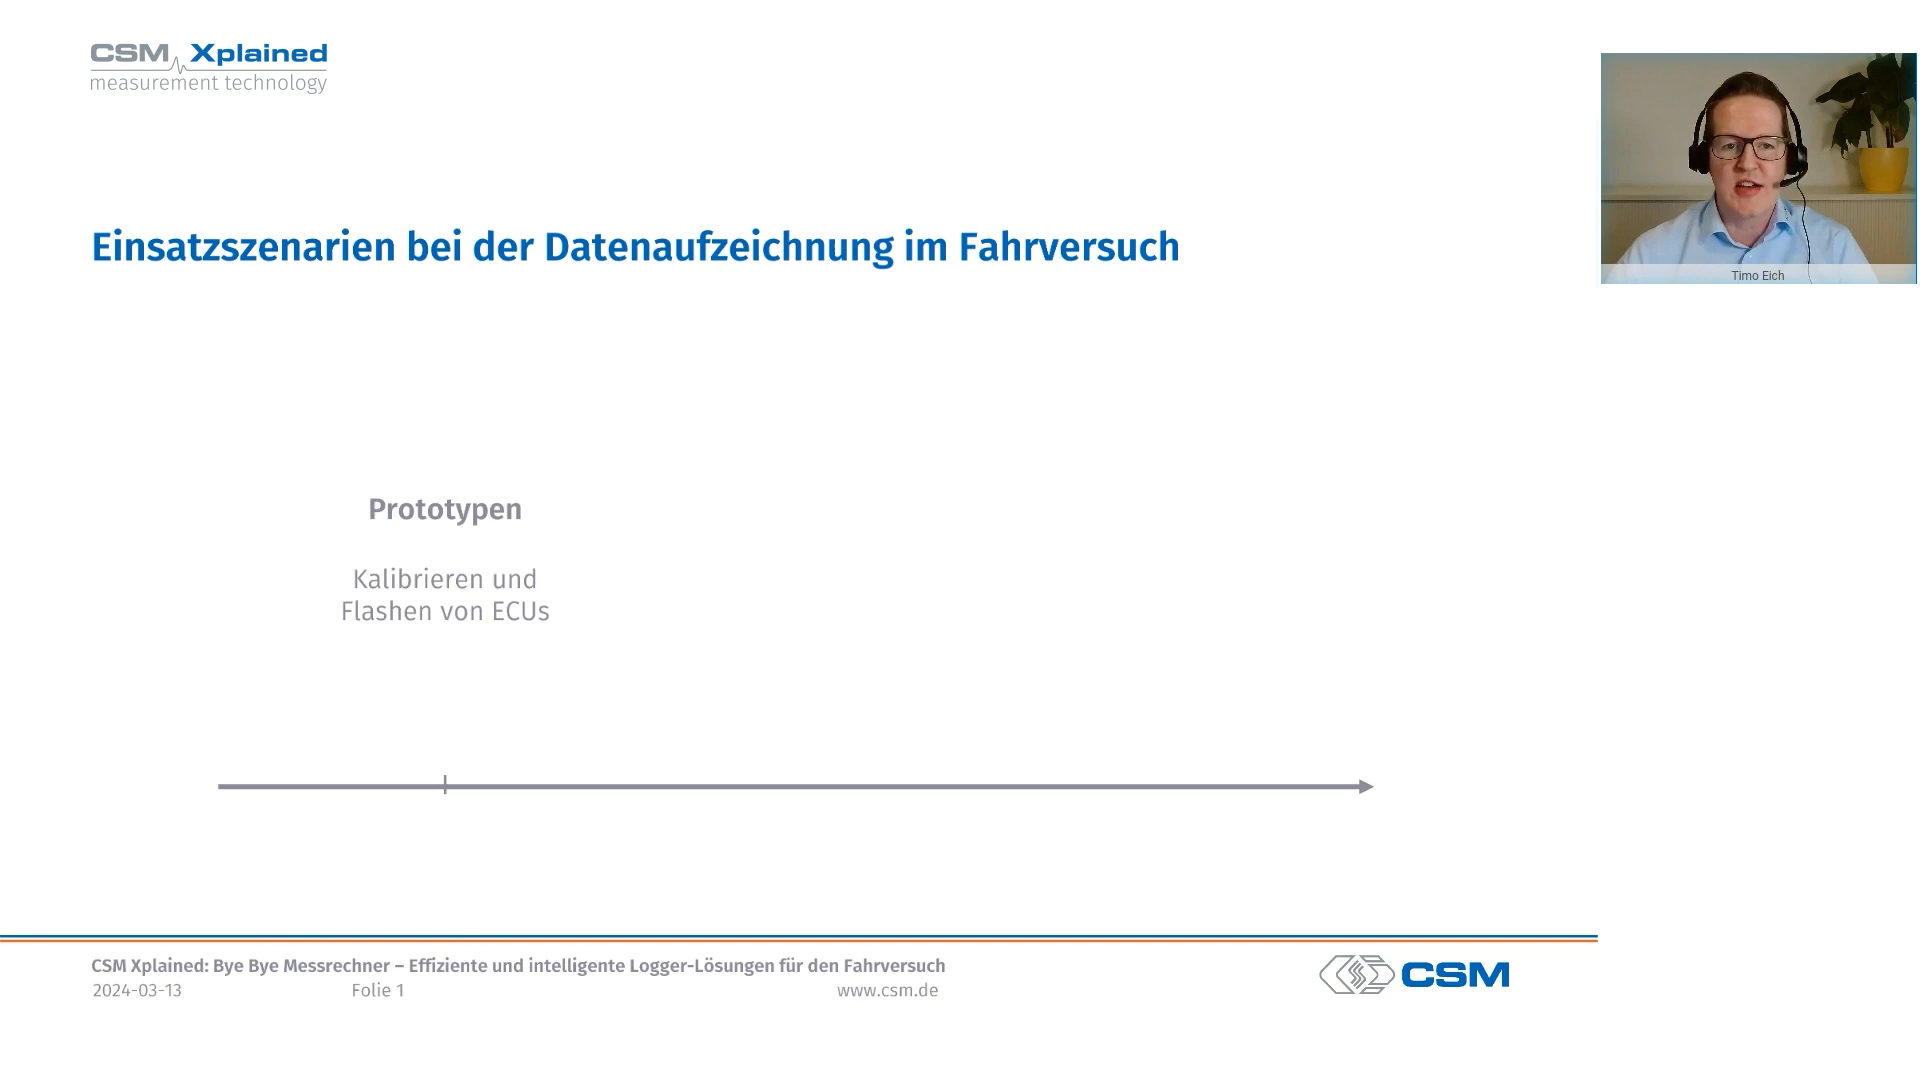 CSM Xplained
measurement technology
Timo Eich
Einsatzszenarien bei der Datenaufzeichnung im Fahrversuch
Prototypen
Kalibrieren und
Flashen von ECUs
CSM Xplained: Bye Bye Messrechner – Effiziente und intelligente Logger-Lösungen für den Fahrversuch
2024-03-13 Folie 1 www.csm.de
CSM